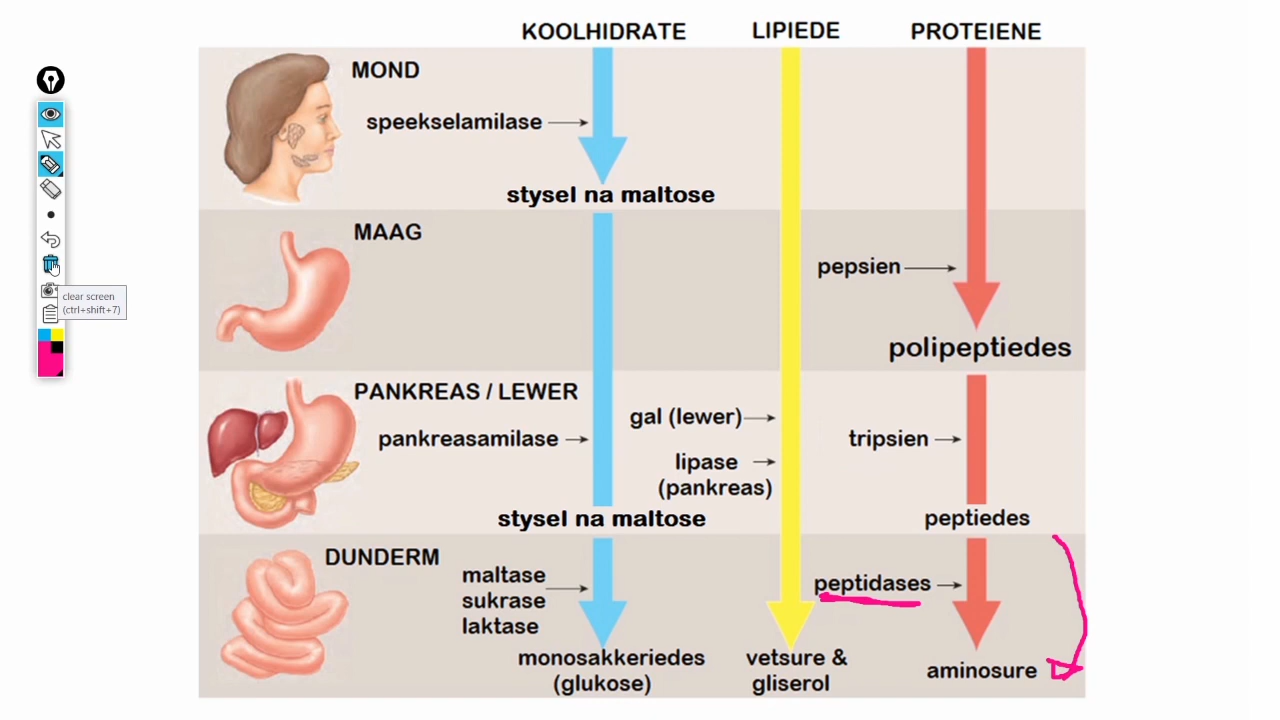 KOOLHIDRATE LIPIEDE PROTEIENE
MOND
speekselamilase
stysel na maltose
MAAG
pepsien
polipeptiedes
PANKREAS / LEWER
gal (lewer)
pankreasamilase
tripsien
lipase
(pankreas)
stysel na maltose
peptiedes
DUNDERM
maltase
sukrase
laktase
peptidases
monosakkeriedes
(glukose)
vetsure &
gliserol
aminosure
clear screen
(ctrl+shift+7)